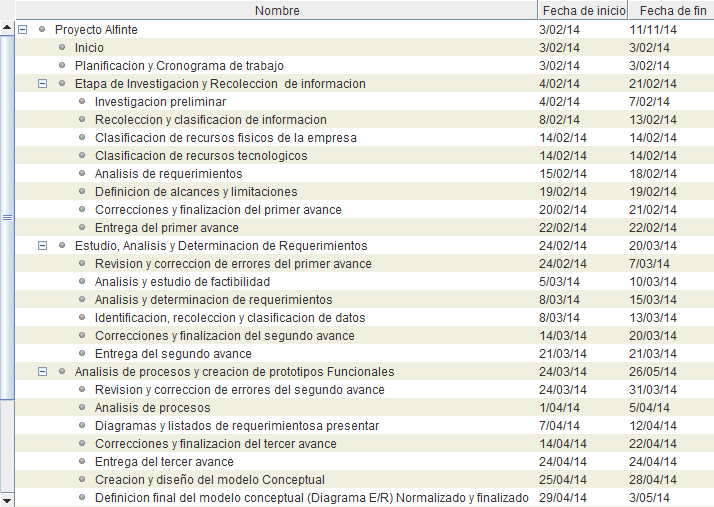 Nombre Fecha de inicio Fecha de fin
Proyecto Alfinte 3/02/14 11/11/14
Inicio 3/02/14 3/02/14
Planificacion y Cronograma de trabajo 3/02/14 3/02/14
Etapa de Investigacion y Recoleccion de informacion 4/02/14 21/02/14
Investigacion preliminar 4/02/14 7/02/14
Recoleccion y clasificacion de informacion 8/02/14 13/02/14
Clasificacion de recursos fisicos de la empresa 14/02/14 14/02/14
Clasificacion de recursos tecnologicos 14/02/14 14/02/14
Analisis de requerimientos 15/02/14 18/02/14
Definicion de alcances y limitaciones 19/02/14 19/02/14
Correcciones y finalizacion del primer avance 20/02/14 21/02/14
Entrega del primer avance 22/02/14 22/02/14
Estudio, Analisis y Determinacion de Requerimientos 24/02/14 20/03/14
Revision y correccion de errores del primer avance 24/02/14 7/03/14
Analisis y estudio de factibilidad 5/03/14 10/03/14
Analisis y determinacion de requerimientos 8/03/14 15/03/14
Identificacion, recoleccion y clasificacion de datos 8/03/14 13/03/14
Correcciones y finalizacion del segundo avance 14/03/14 20/03/14
Entrega del segundo avance 21/03/14 21/03/14
Analisis de procesos y creacion de prototipos Funcionales 24/03/14 26/05/14
Revision y correccion de errores del segundo avance 24/03/14 31/03/14
Analisis de procesos 1/04/14 5/04/14
Diagramas y listados de requerimientosa presentar 7/04/14 12/04/14
Correcciones y finalizacion del tercer avance 14/04/14 22/04/14
Entrega del tercer avance 24/04/14 24/04/14
Creacion y diseño del modelo Conceptual 25/04/14 28/04/14
Definicion final del modelo conceptual (Diagrama E/R) Normalizado y finalizado 29/04/14 3/05/14